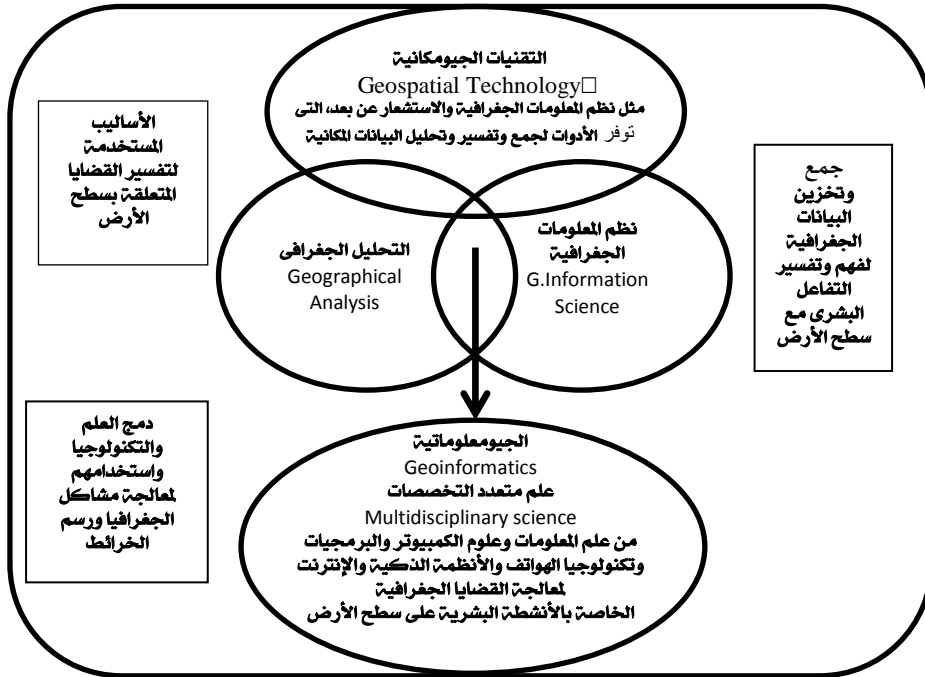 التقنيات الجيومكانية
Geospatial Technology□
مثل نظم المعلومات الجغرافية والاستشعار عن بعد، التى
توفر الأدوات لجمع وتفسير وتحليل البيانات المكانية
الأساليب
المستخدمة
لتفسير القضايا
المتعلقة بسطح
الأرض
جمع
وتخزين
البيانات
الجغرافية
لفهم وتفسير
التفاعل
البشرى مع
سطح الأرض
نظم المعلومات
الجغرافية
G.Information
Science
التحليل الجغرافى
Geographical
Analysis
دمج العلم
والتكنولوجيا
واستخدامهم
لمعالجة مشاكل
الجغرافيا ورسم
الخرائط
الجيومعلوماتية
Geoinformatics
علم متعدد التخصصات
Multidisciplinary science
من علم المعلومات وعلوم الكمبيوتر والبرمجيات
وتكنولوجيا الهواتف والأنظمة الذكية والإنترنت
لمعالجة القضايا الجغرافية
الخاصة بالأنشطة البشرية على سطح الأرض